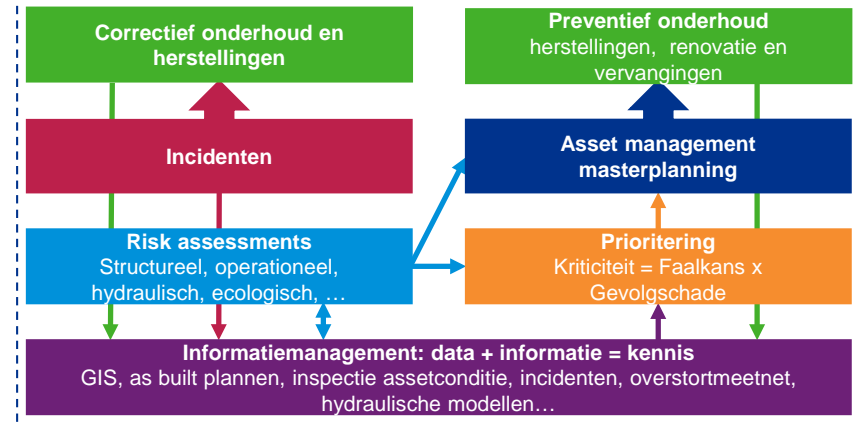 Correctief onderhoud en
herstellingen
Preventief onderhoud
herstellingen, renovatie en
vervangingen
Incidenten
Asset management
masterplanning
Risk assessments
Structureel, operationeel,
hydraulisch, ecologisch, …
Prioritering
Kriticiteit = Faalkans x
Gevolgschade
Informatiemanagement: data + informatie = kennis
GIS, as built plannen, inspectie assetconditie, incidenten, overstortmeetnet,
hydraulische modellen…